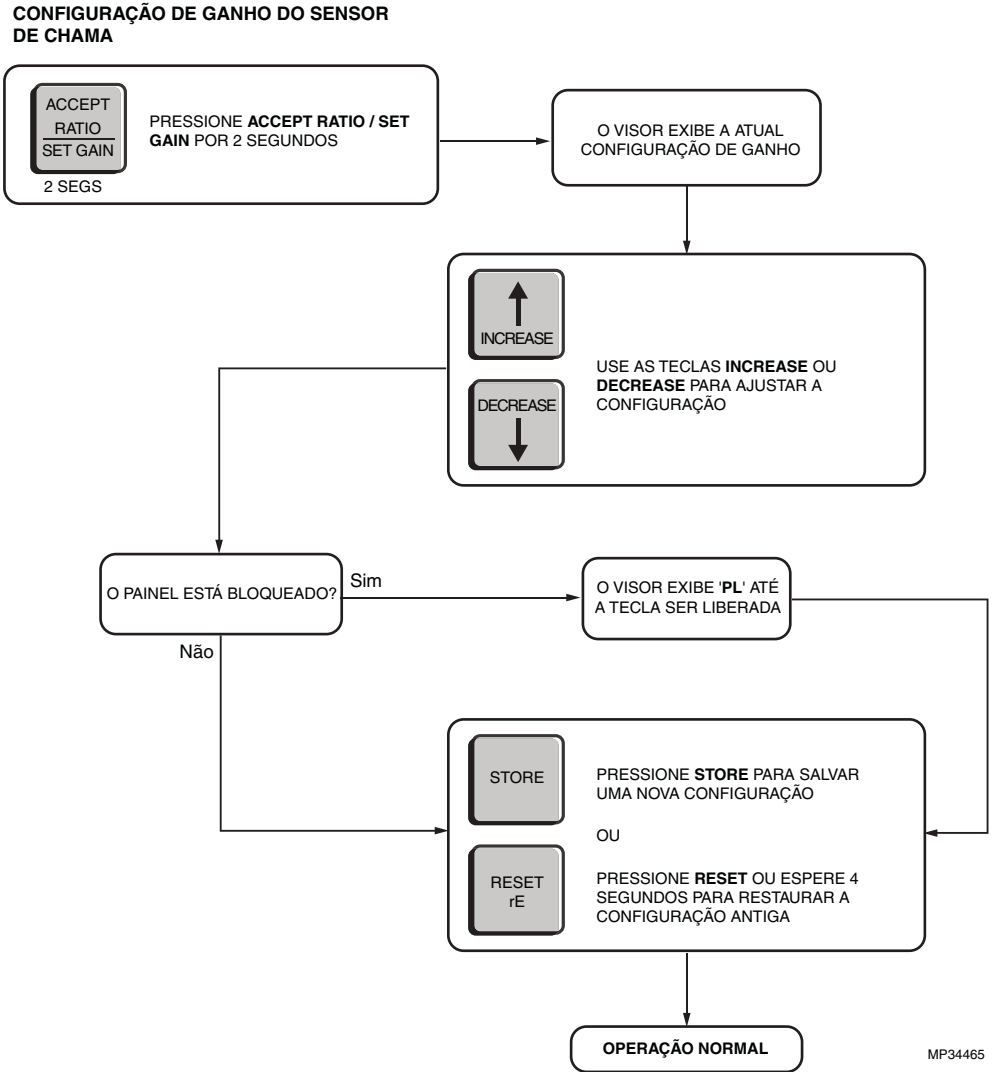 CONFIGURAÇÃO DE GANHO DO SENSOR
DE CHAMA
ACCEPT
RATIO
SET GAIN
2 SEGS
PRESSIONE ACCEPT RATIO / SET
GAIN POR 2 SEGUNDOS
O VISOR EXIBE A ATUAL
CONFIGURAÇÃO DE GANHO
INCREASE
DECREASE
USE AS TECLAS INCREASE OU
DECREASE PARA AJUSTAR A
CONFIGURAÇÃO
O PAINEL ESTÁ BLOQUEADO?
Sim
Não
O VISOR EXIBE 'PL' ATÉ
A TECLA SER LIBERADA
STORE
PRESSIONE STORE PARA SALVAR
UMA NOVA CONFIGURAÇÃO
OU
RESET
rE
PRESSIONE RESET OU ESPERE 4
SEGUNDOS PARA RESTAURAR A
CONFIGURAÇÃO ANTIGA
OPERAÇÃO NORMAL
MP34465